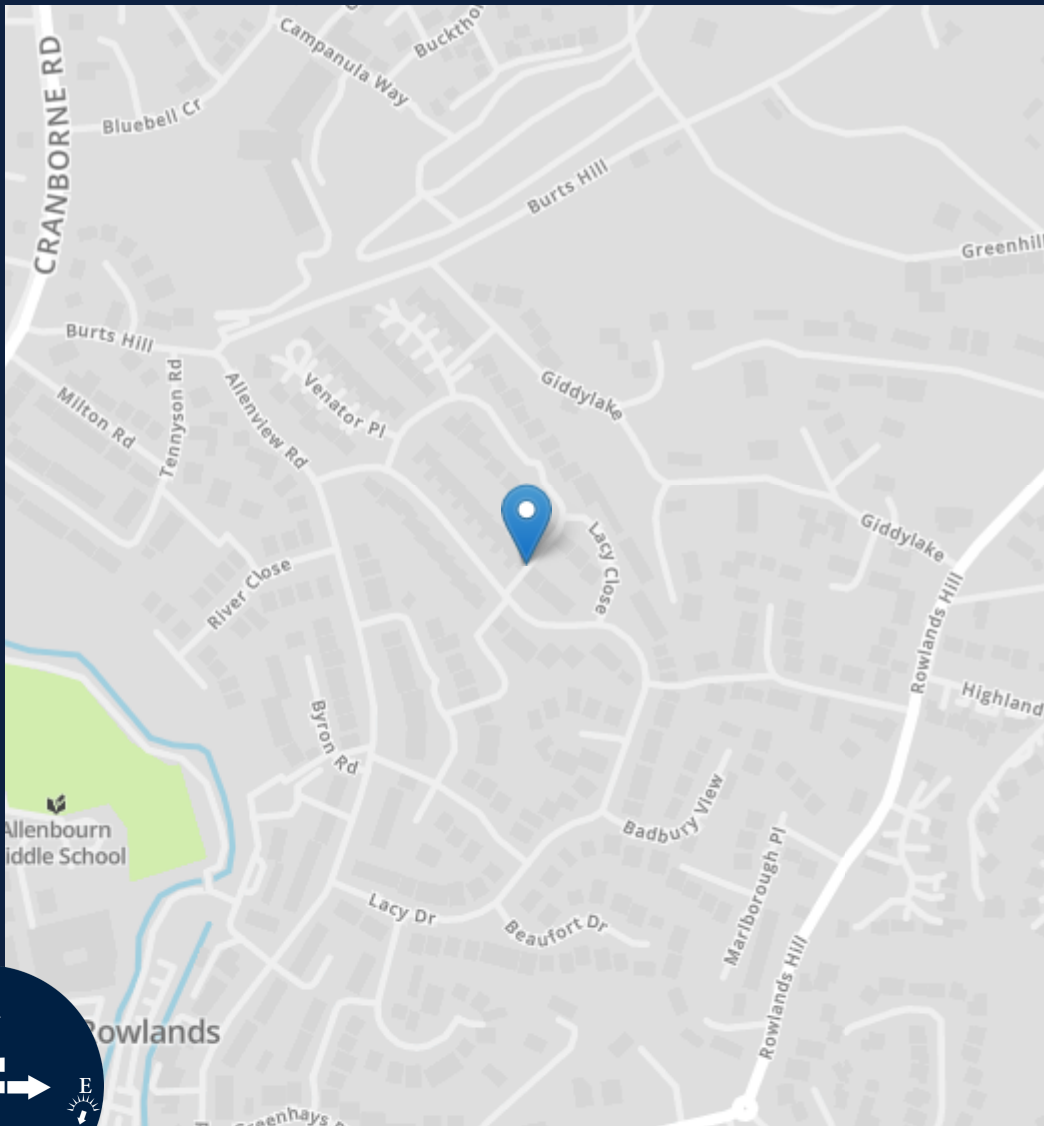 Campanula Way
CRANBORNE RD
Bluebell Cr
Burts Hill
Burts Hill
Milton Rd
Tennyson Rd
Allenview Rd
Venator Pl
Giddylake
Giddylake
River Close
Lacy Close
Rowlands Hill
Byron Rd
Badbury View
Marlborough Pl
Lacy Dr
Beaufort Dr
Rowlands Hill
Highland
Greenhill
Allenbourn
iddle School
Rowlands
E
Greenhays